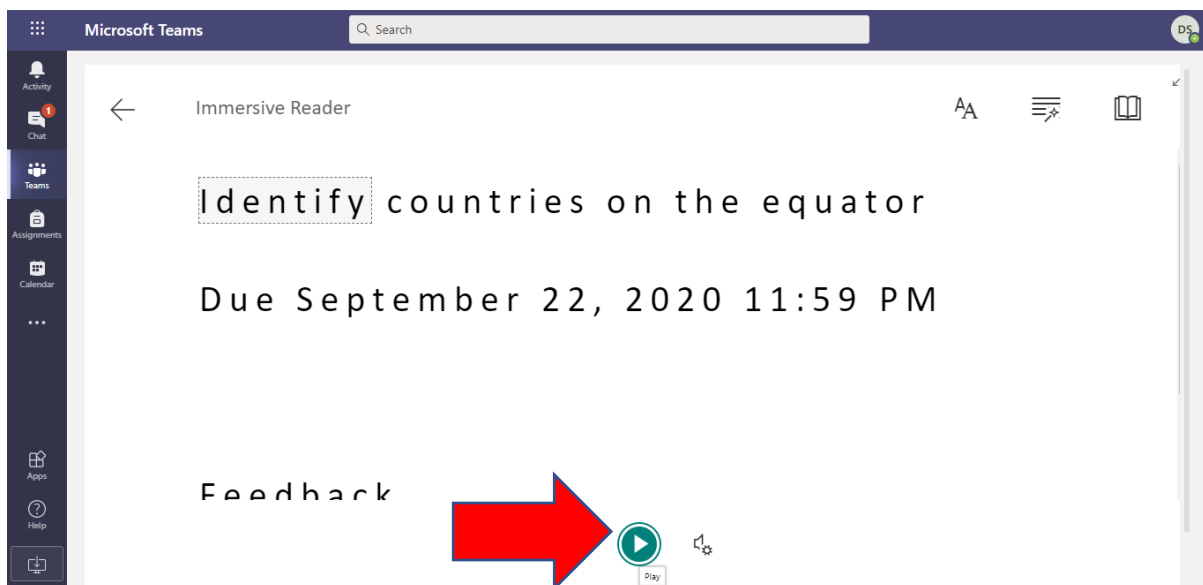 Microsoft Teams
Search
DS
Activity
1
Chat
Teams
Assignments
Calendar
Apps
Help
Immersive Reader
AA
Identify countries on the equator
Due September 22, 2020 11:59 PM
Feedback
Play